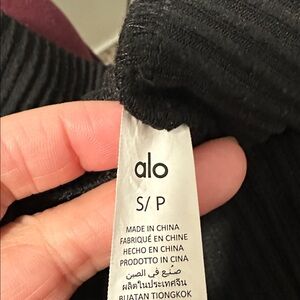 alo
S/ P
MADE IN CHINA
FABRIQUÉ EN CHINE
HECHO EN CHINA
PRODOTTO IN CINA
صنع في الصين
ผลิตในประเทศจีน
BUATAN TIONGKOK